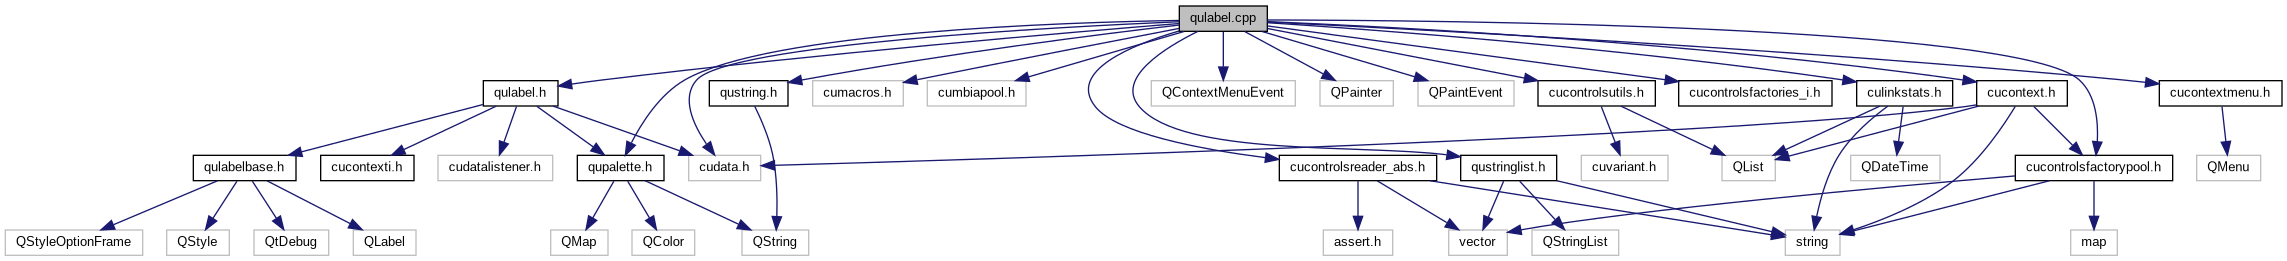 qulabel.cpp
qulabel.h
qustring.h
cumacros.h
cumbiapool.h
QContextMenuEvent
QPainter
QPaintEvent
cucontrolsutils.h
cucontrolsfactories_i.h
culinkstats.h
cucontext.h
cucontextmenu.h
qulabelbase.h
cucontexti.h
cudatalistener.h
qupalette.h
cudata.h
cucontrolsreader_abs.h
qustringlist.h
cuvariant.h
QList
QDateTime
cucontrolsfactorypool.h
QMenu
QStyleOptionFrame
QStyle
QtDebug
QLabel
QMap
QColor
QString
assert.h
vector
QStringList
string
map